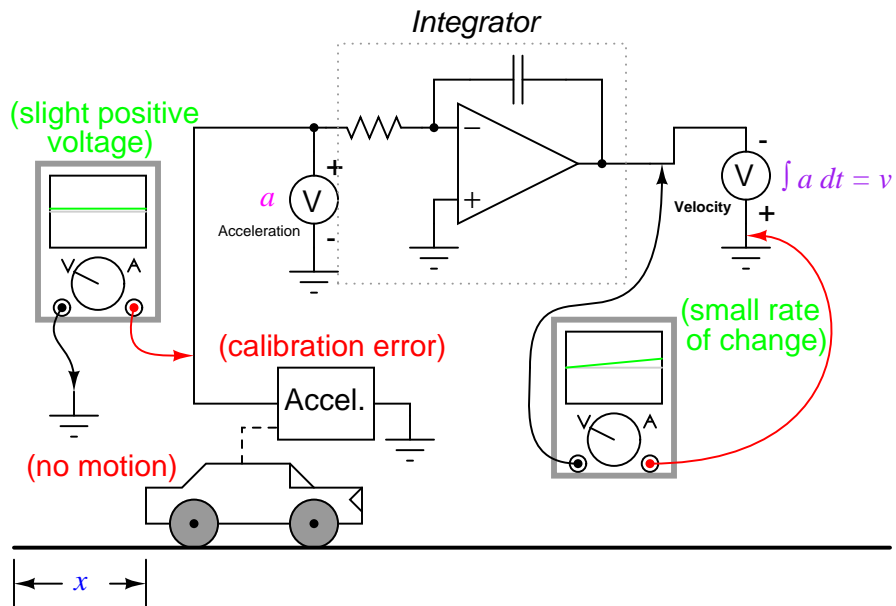 Integrator
(slight positive
voltage)
V A
a
Acceleration
+
V
-
−
+
-
V
+
Velocity
∫ a dt = v
(calibration error)
Accel.
(small rate
of change)
V A
(no motion)
x